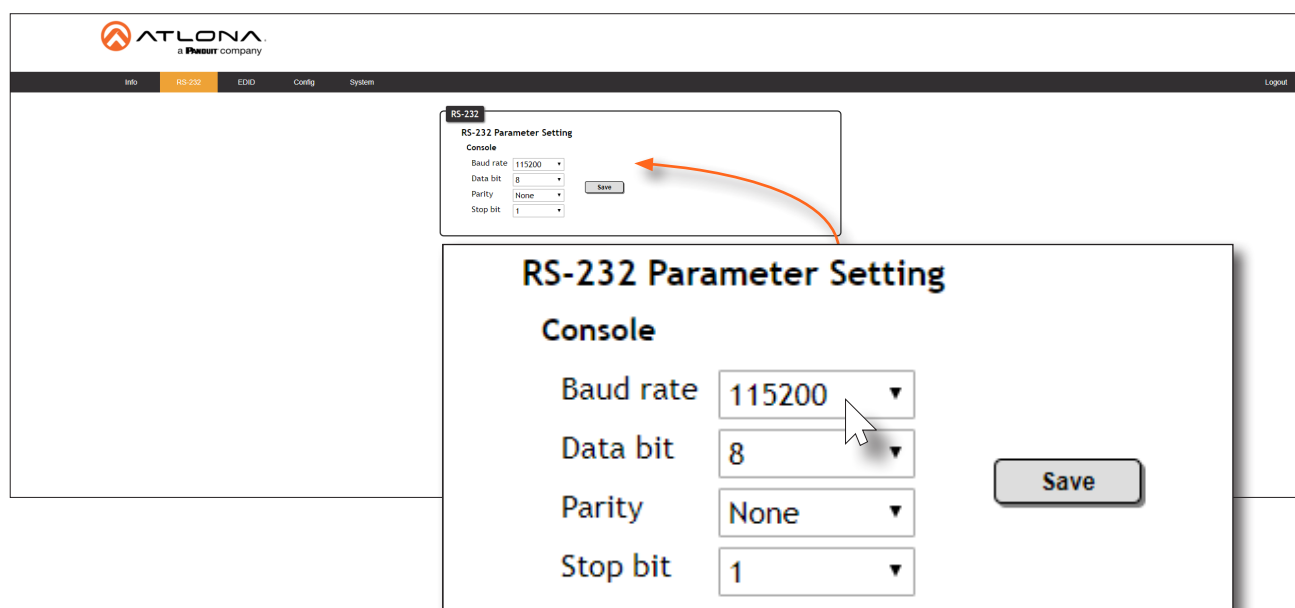 ATLONA.
a PANDUIT company
Info RS-232 EDID Config System Logout
RS-232
RS-232 Parameter Setting
Console
Baud rate 115200
Data bit 8
Save
Parity None
Stop bit 1
RS-232 Parameter Setting
Console
Baud rate 115200
Data bit 8
Save
Parity None
Stop bit 1